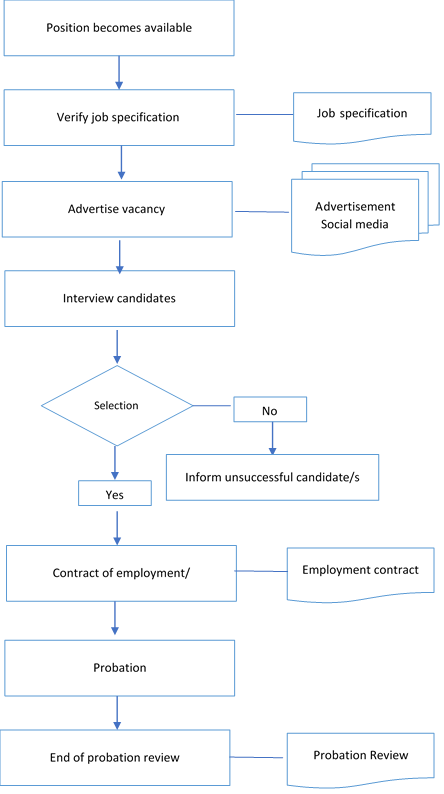 Position becomes available
Verify job specification
Job specification
Advertise vacancy
Advertisement
Social media
Interview candidates
Selection
No
Inform unsuccessful candidate/s
Yes
Contract of employment/
Employment contract
Probation
End of probation review
Probation Review